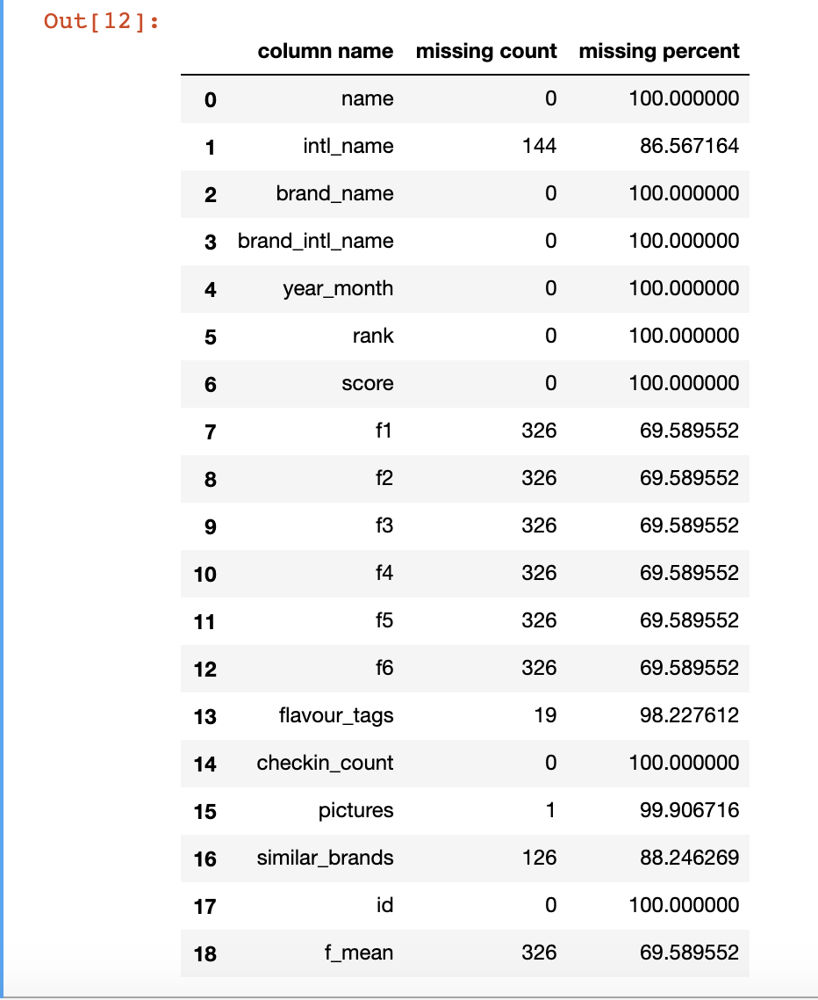 Out[12]:
column name missing count missing percent
0 name 0 100.000000
1 intl_name 144 86.567164
2 brand_name 0 100.000000
3 brand_intl_name 0 100.000000
4 year_month 0 100.000000
5 rank 0 100.000000
6 score 0 100.000000
7 f1 326 69.589552
8 f2 326 69.589552
9 f3 326 69.589552
10 f4 326 69.589552
11 f5 326 69.589552
12 f6 326 69.589552
13 flavour_tags 19 98.227612
14 checkin_count 0 100.000000
15 pictures 1 99.906716
16 similar_brands 126 88.246269
17 id 0 100.000000
18 f_mean 326 69.589552